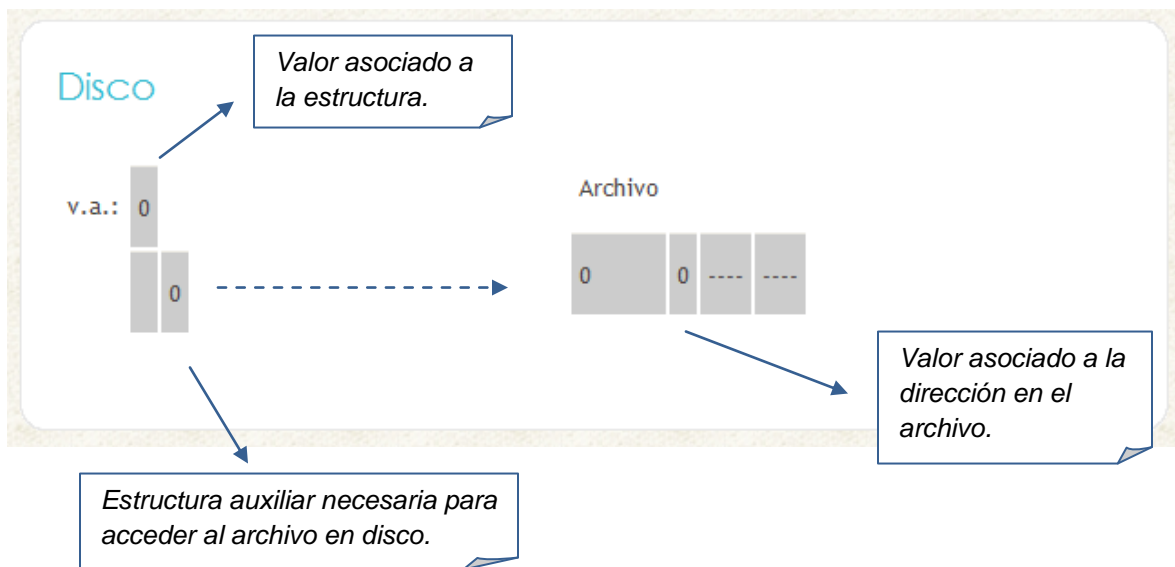 Disco
Valor asociado a
la estructura.
v.a.: 0
0
Archivo
0 0 ---- ----
Valor asociado a la
dirección en el
archivo.
Estructura auxiliar necesaria para
acceder al archivo en disco.